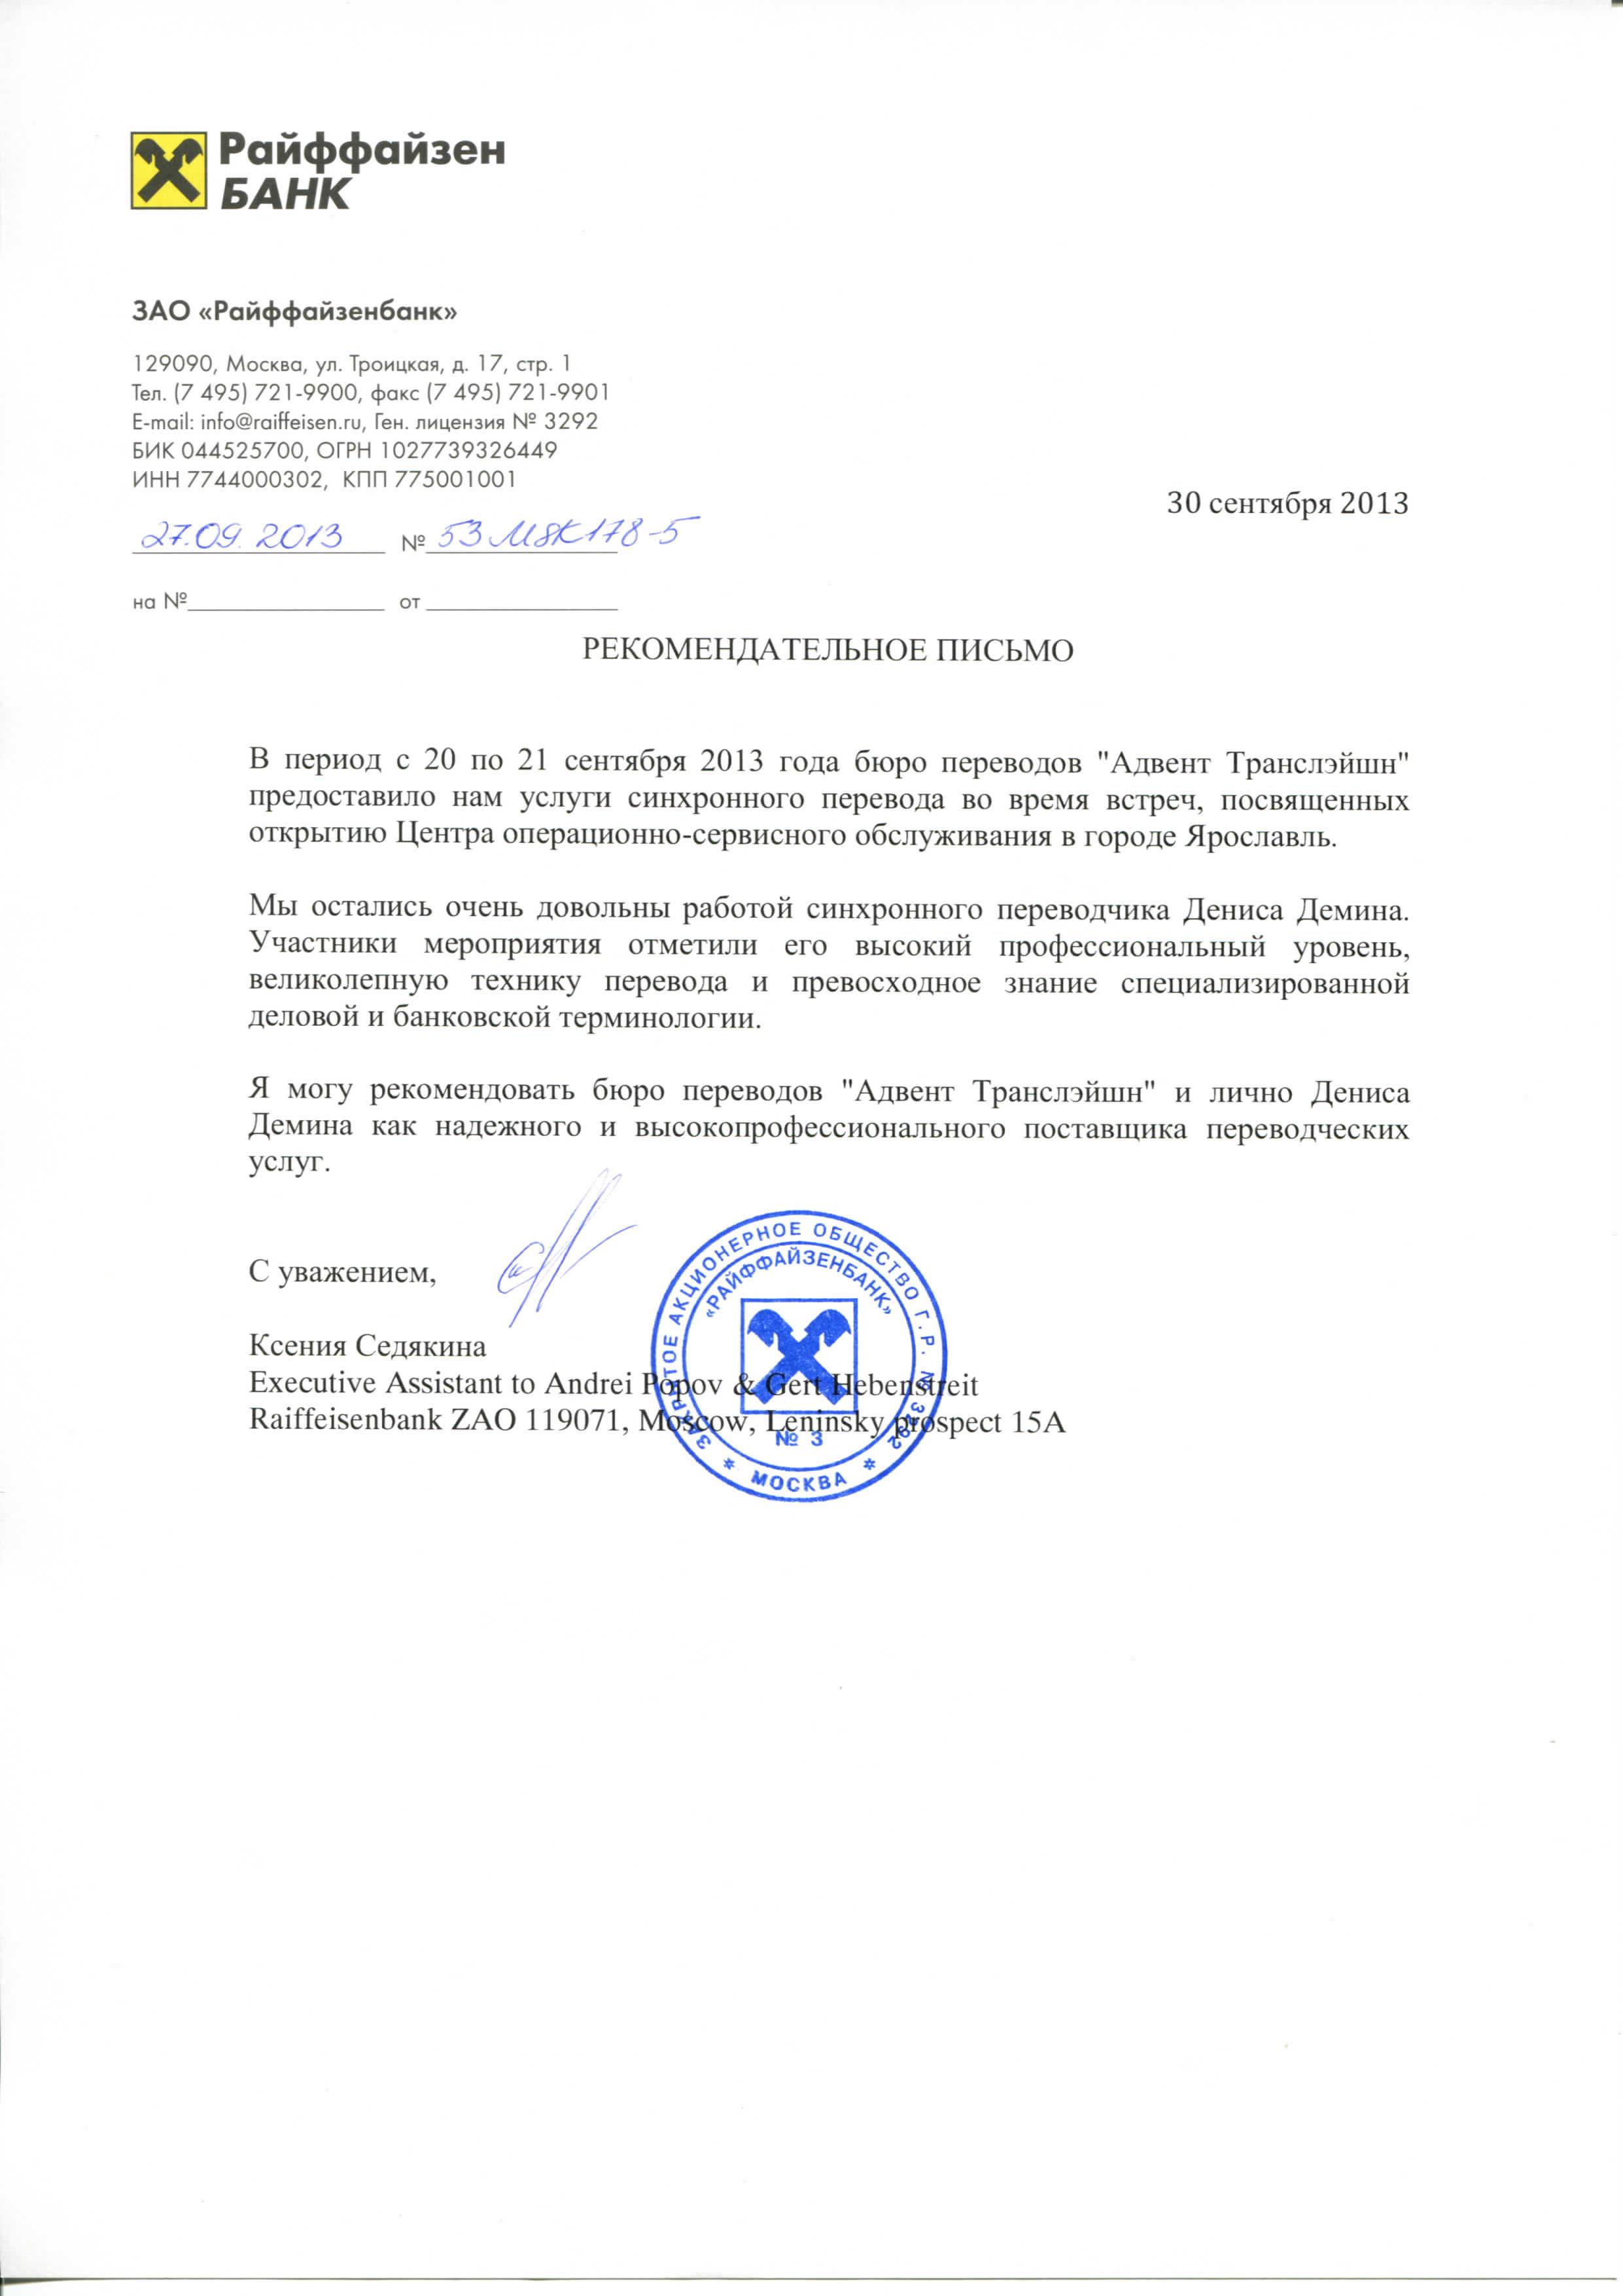 Райффайзен
БАНК
ЗАО «Райффайзенбанк»
129090, Москва, ул. Троицкая, д. 17, стр. 1
Тел. (7 495) 721-9900, факс (7 495) 721-9901
E-mail: info@raiffeisen.ru, Ген. лицензия № 3292
БИК 044525700, ОГРН 1027739326449
ИНН 7744000302, КПП 775001001
30 сентября 2013
27.09.2013 № 53 MSK178-5
на № от
РЕКОМЕНДАТЕЛЬНОЕ ПИСЬМО
В период с 20 по 21 сентября 2013 года бюро переводов "Адвент Транслэйшн"
предоставило нам услуги синхронного перевода во время встреч, посвященных
открытию Центра операционно-сервисного обслуживания в городе Ярославль.
Мы остались очень довольны работой синхронного переводчика Дениса Демина.
Участники мероприятия отметили его высокий профессиональный уровень,
великолепную технику перевода и превосходное знание специализированной
деловой и банковской терминологии.
Я могу рекомендовать бюро переводов "Адвент Транслэйшн" и лично Дениса
Демина как надежного и высокопрофессионального поставщика переводческих
услуг.
С уважением,
Ксения Седякина
Executive Assistant to Andrei Popov & Gert Hebenstreit
Raiffeisenbank ZAO 119071, Moscow, Leninsky prospect 15A
ЗАКРЫТОЕ АКЦИОНЕРНОЕ ОБЩЕСТВО Г.Р. № 3292
«РАЙФФАЙЗЕНБАНК»
№ 3
* МОСКВА *